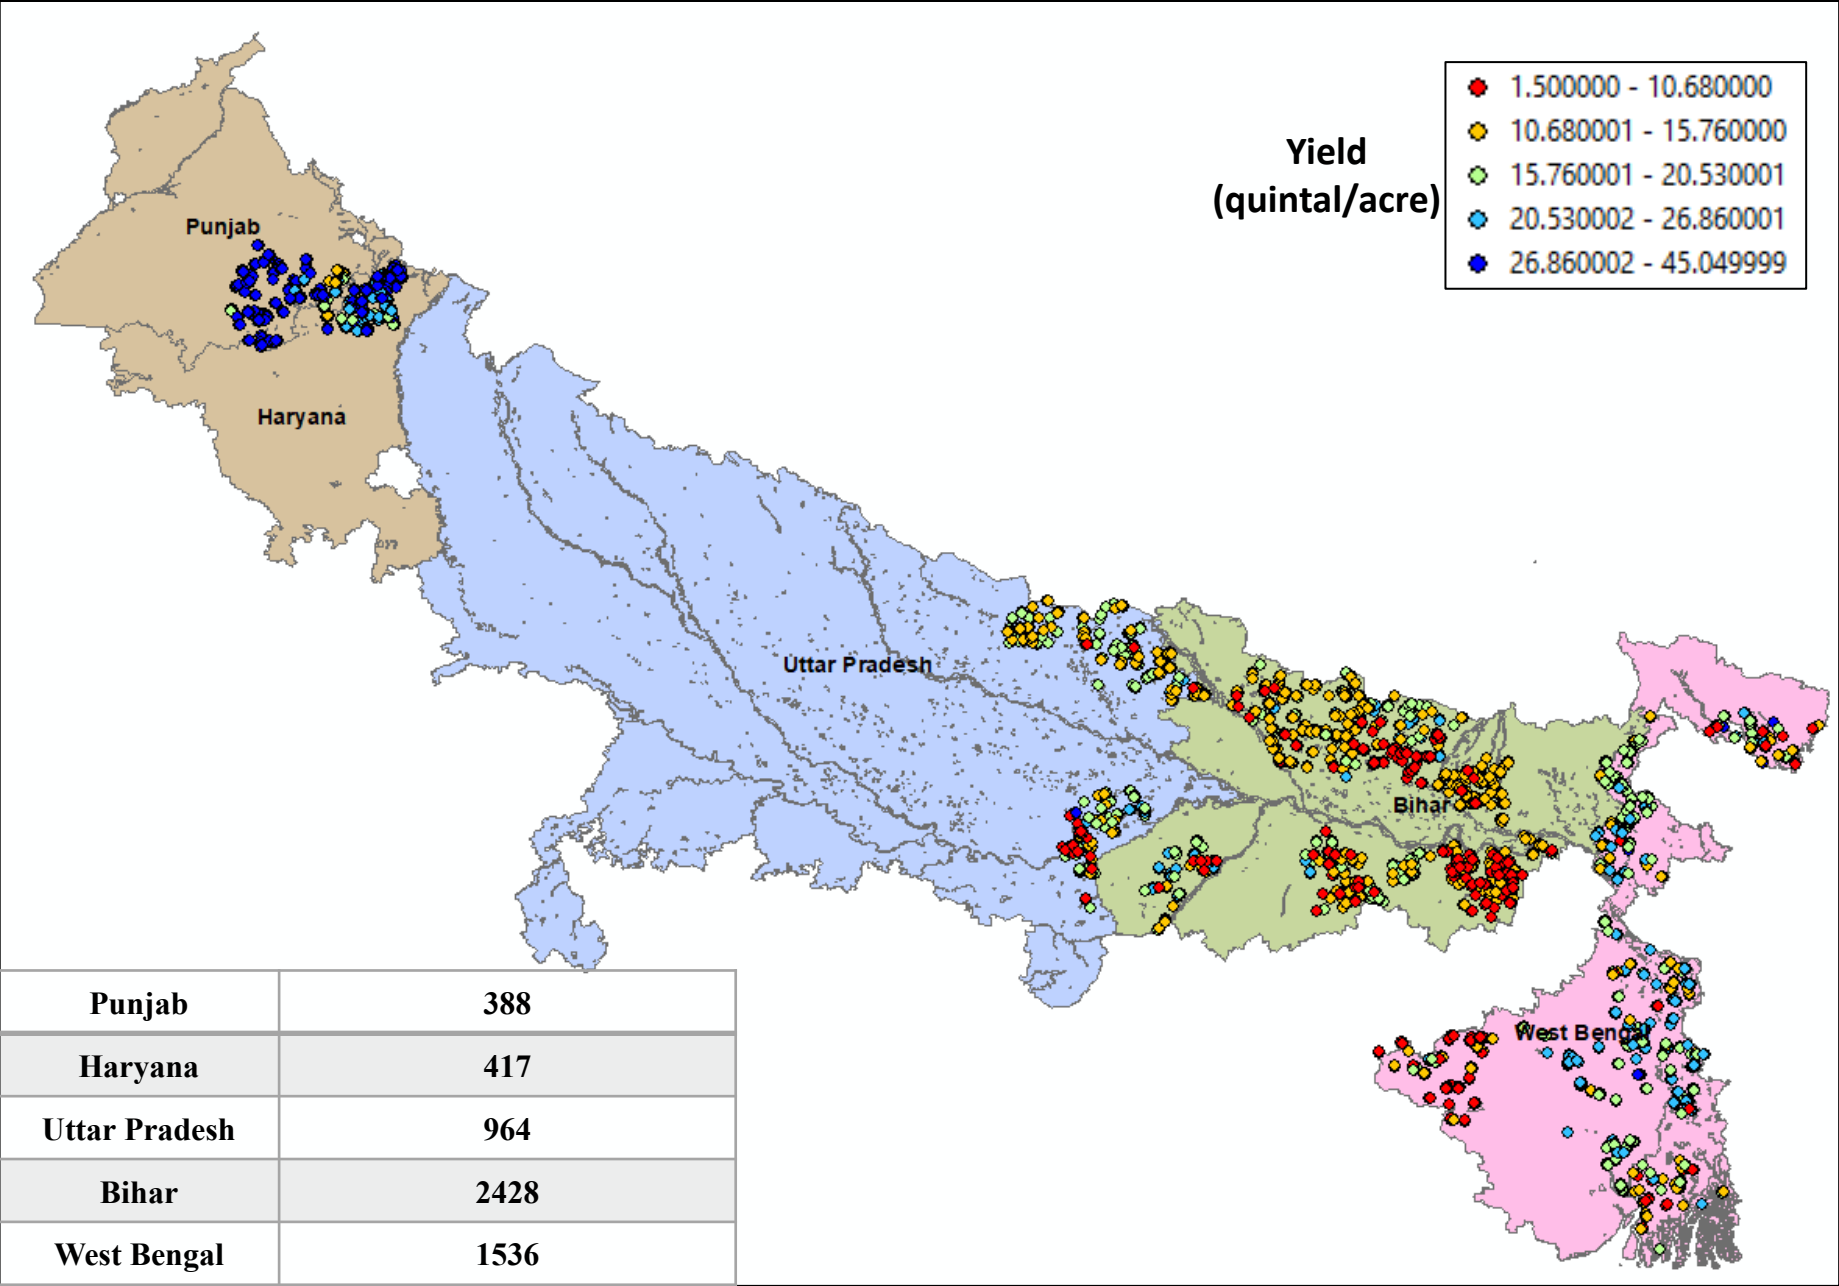 1.500000 - 10.680000
10.680001 - 15.760000
15.760001 - 20.530001
20.530002 - 26.860001
26.860002 - 45.049999
Yield
(quintal/acre)
Punjab
Haryana
Uttar Pradesh
Bihar
West Bengal
Punjab 388
Haryana 417
Uttar Pradesh 964
Bihar 2428
West Bengal 1536